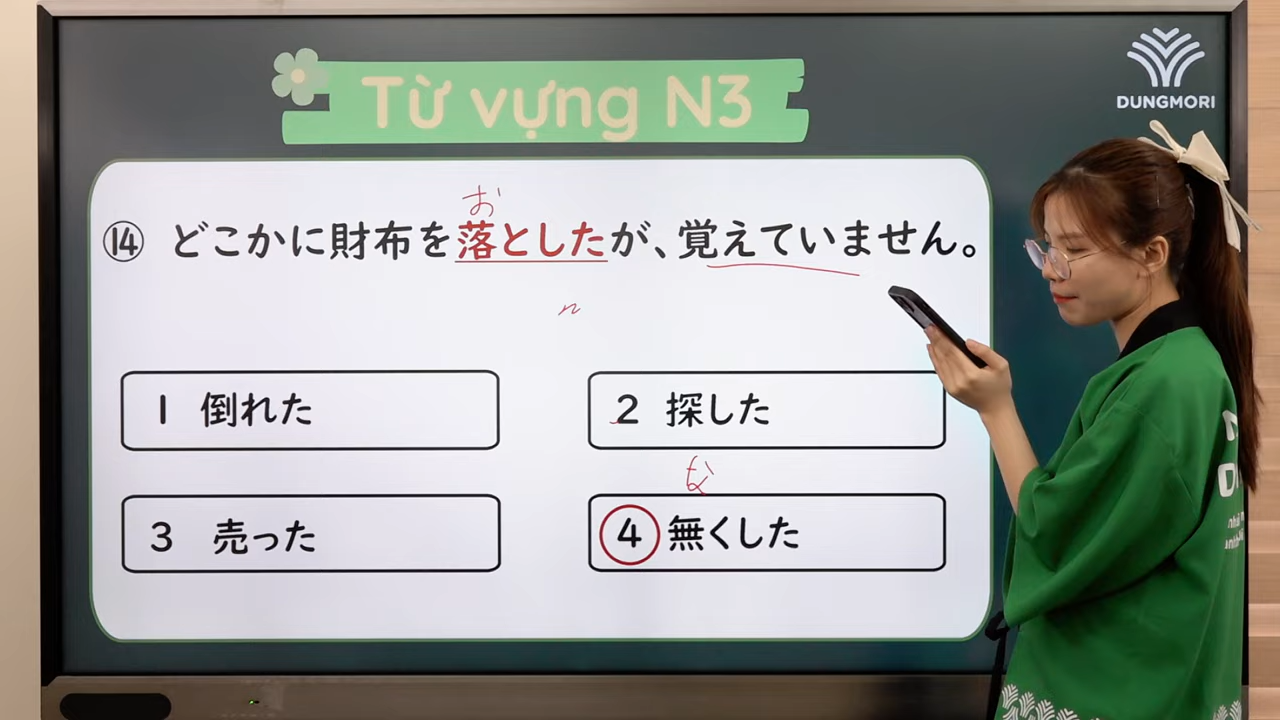 Từ vựng N3
DUNGMORI
お
⑭ どこかに財布を落としたが、覚えていません。
1 倒れた
2 探した
な
3 売った
4 無くした